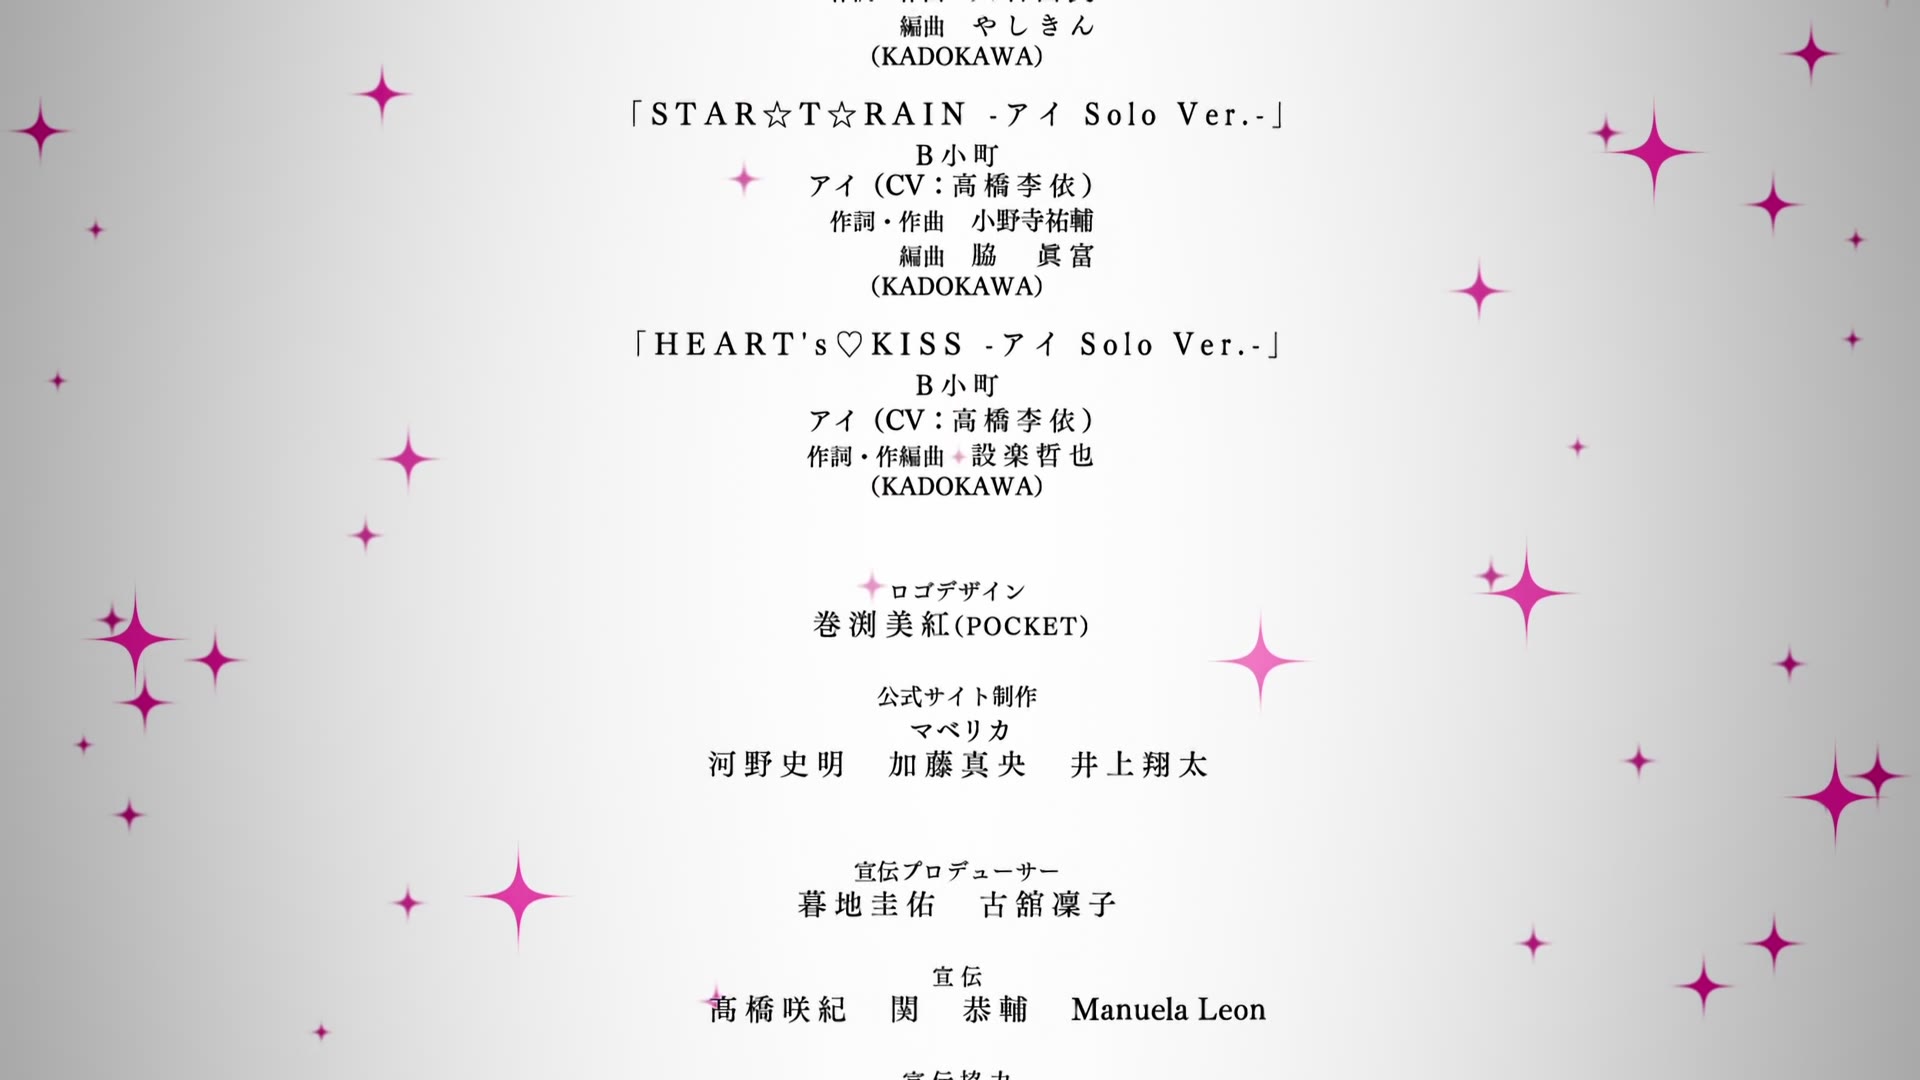 編曲　やしきん
(KADOKAWA)
「STAR☆T☆RAIN -アイ Solo Ver.-」
B小町
アイ（CV：高橋李依）
作詞・作曲　小野寺祐輔
編曲　脇　眞富
(KADOKAWA)
「HEART's♡KISS -アイ Solo Ver.-」
B小町
アイ（CV：高橋李依）
作詞・作編曲　設楽哲也
(KADOKAWA)
ロゴデザイン
巻渕美紅(POCKET)
公式サイト制作
マベリカ
河野史明　加藤真央　井上翔太
宣伝プロデューサー
暮地圭佑　古舘凜子
宣伝
髙橋咲紀　関　恭輔　Manuela Leon
宣伝協力